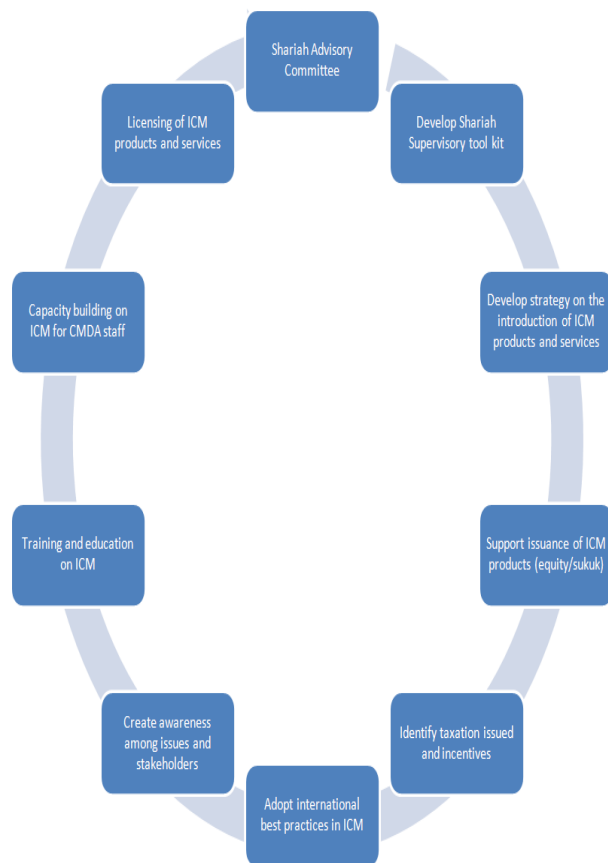 Shariah Advisory
Committee
Develop Shariah
Supervisory tool kit
Develop strategy on the
introduction of ICM
products and services
Support issuance of ICM
products (equity/sukuk)
Identify taxation issued
and incentives
Adopt international
best practices in ICM
Create awareness
among issues and
stakeholders
Training and education
on ICM
Capacity building on
ICM for CMDA staff
Licensing of ICM
products and services